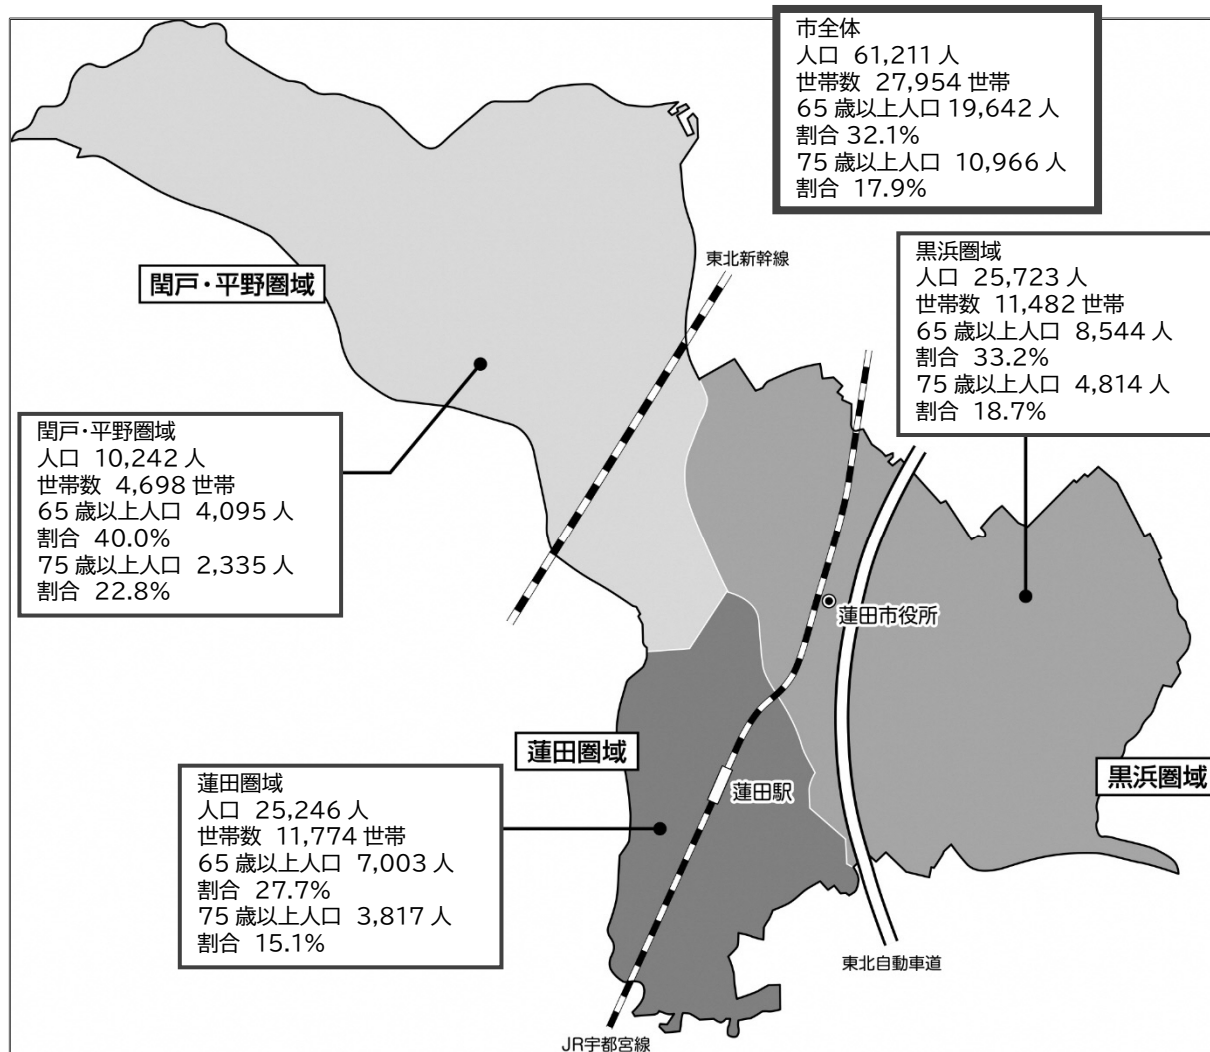 市全体
人口 61,211 人
世帯数 27,954 世帯
65 歳以上人口 19,642 人
割合 32.1%
75 歳以上人口 10,966 人
割合 17.9%
東北新幹線
閏戸・平野圏域
黒浜圏域
人口 25,723 人
世帯数 11,482 世帯
65 歳以上人口 8,544 人
割合 33.2%
75 歳以上人口 4,814 人
割合 18.7%
閏戸・平野圏域
人口 10,242 人
世帯数 4,698 世帯
65 歳以上人口 4,095 人
割合 40.0%
75 歳以上人口 2,335 人
割合 22.8%
蓮田市役所
蓮田圏域
黒浜圏域
蓮田駅
蓮田圏域
人口 25,246 人
世帯数 11,774 世帯
65 歳以上人口 7,003 人
割合 27.7%
75 歳以上人口 3,817 人
割合 15.1%
東北自動車道
JR宇都宮線